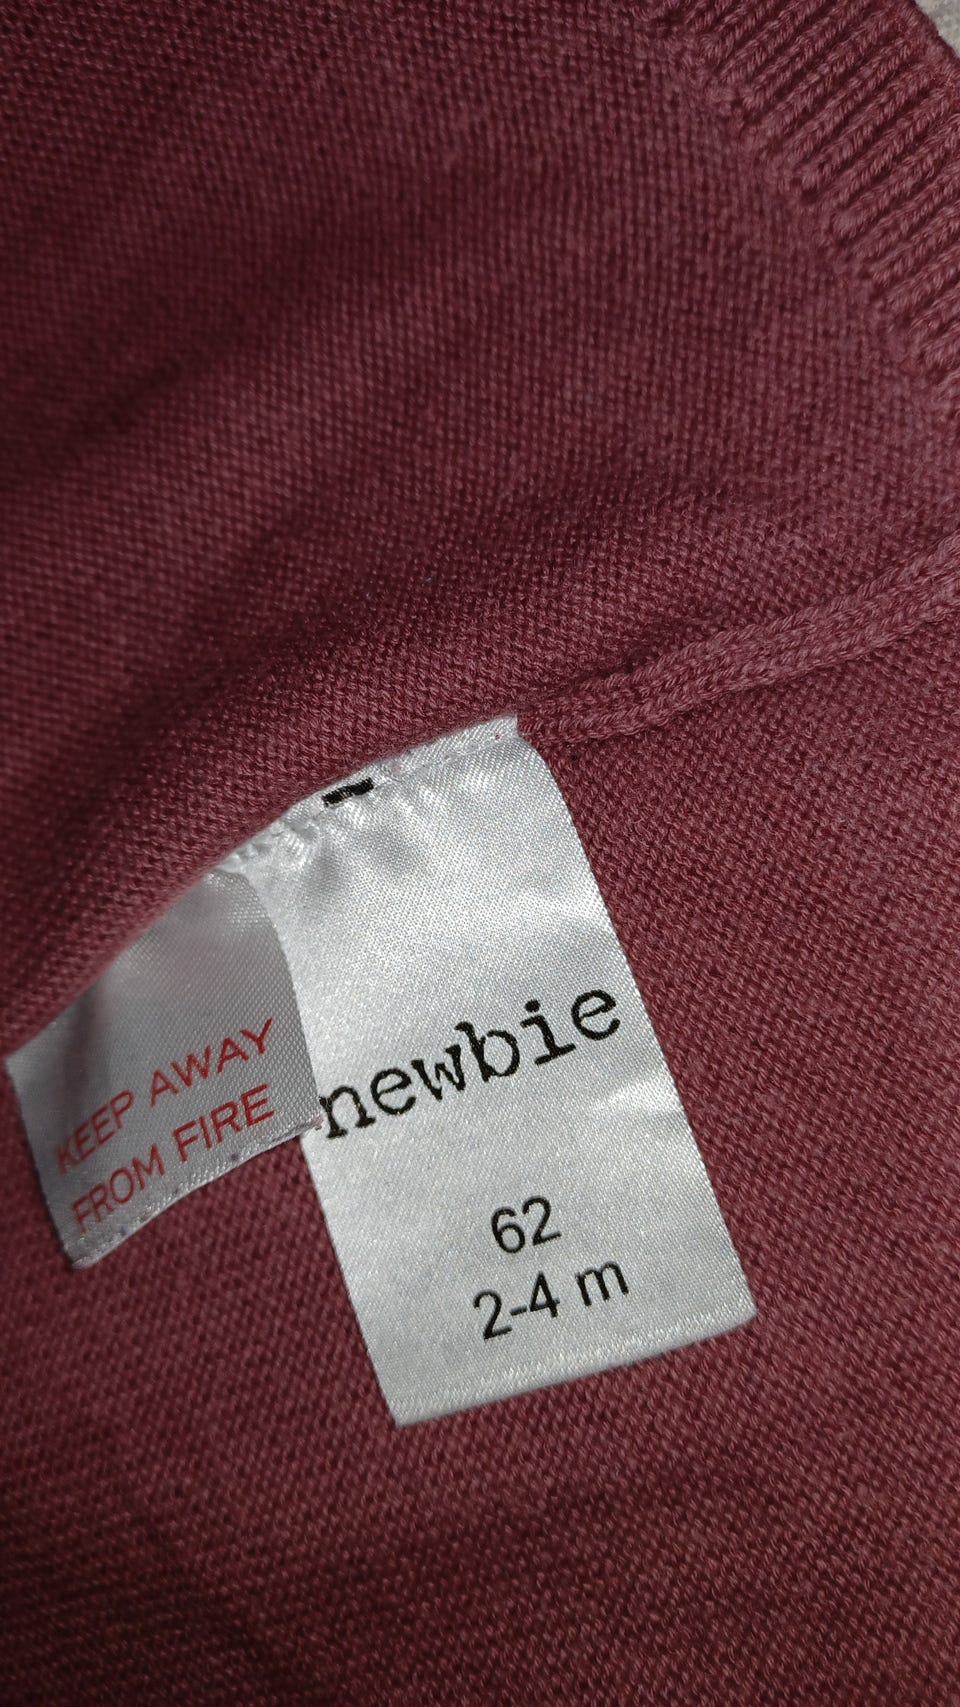 KEEP AWAY
FROM FIRE
newbie
62
2-4 m